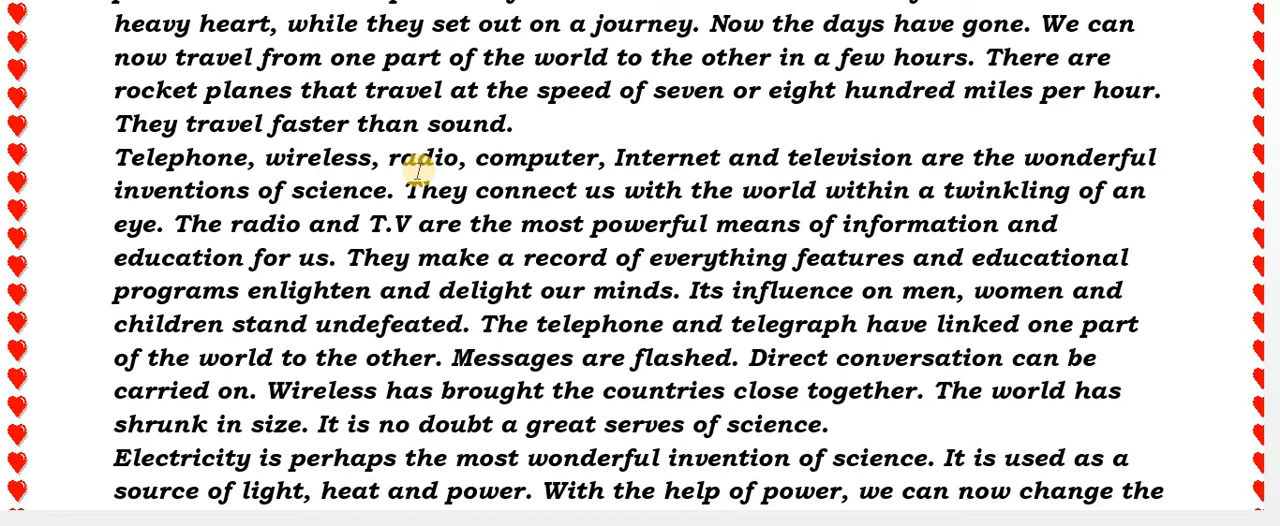 heavy heart, while they set out on a journey. Now the days have gone. We can
now travel from one part of the world to the other in a few hours. There are
rocket planes that travel at the speed of seven or eight hundred miles per hour.
They travel faster than sound.
Telephone, wireless, radio, computer, Internet and television are the wonderful
inventions of science. They connect us with the world within a twinkling of an
eye. The radio and T.V are the most powerful means of information and
education for us. They make a record of everything features and educational
programs enlighten and delight our minds. Its influence on men, women and
children stand undefeated. The telephone and telegraph have linked one part
of the world to the other. Messages are flashed. Direct conversation can be
carried on. Wireless has brought the countries close together. The world has
shrunk in size. It is no doubt a great serves of science.
Electricity is perhaps the most wonderful invention of science. It is used as a
source of light, heat and power. With the help of power, we can now change the